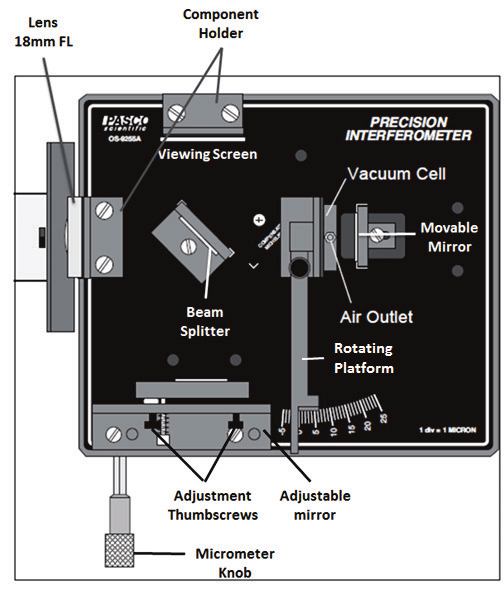 Component
Holder
Lens
18mm FL
PASCO
scientific
OS-9255A
PRECISION
INTERFEROMETER
Viewing Screen
Vacuum Cell
Movable
Mirror
Beam
Splitter
Air Outlet
Rotating
Platform
-5 0 5 10 15 20 25
1 div = 1 MICRON
Adjustment
Thumbscrews
Adjustable
mirror
Micrometer
Knob